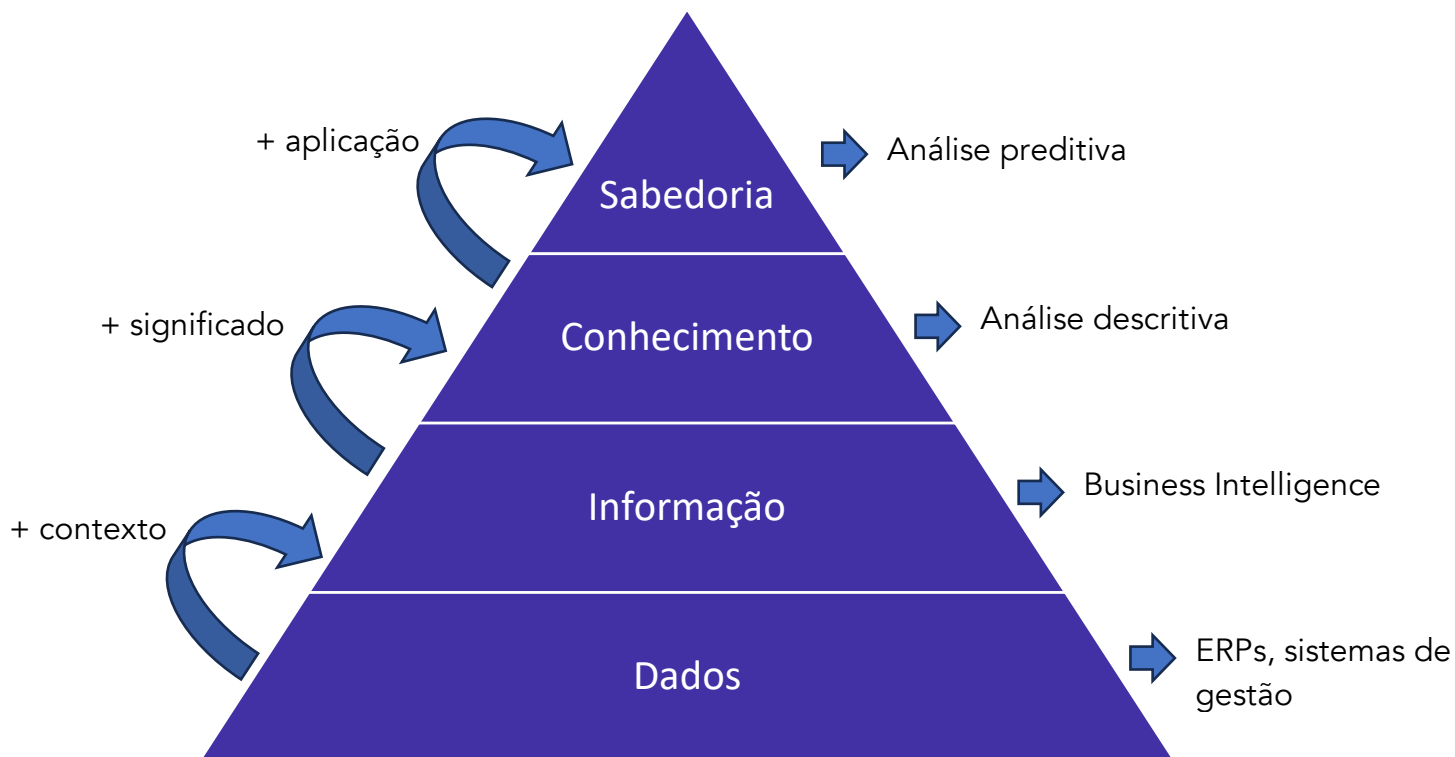 + aplicação
Análise preditiva
Sabedoria
+ significado
Conhecimento
Análise descritiva
Informação
Business Intelligence
+ contexto
Dados
ERPs, sistemas de
gestão